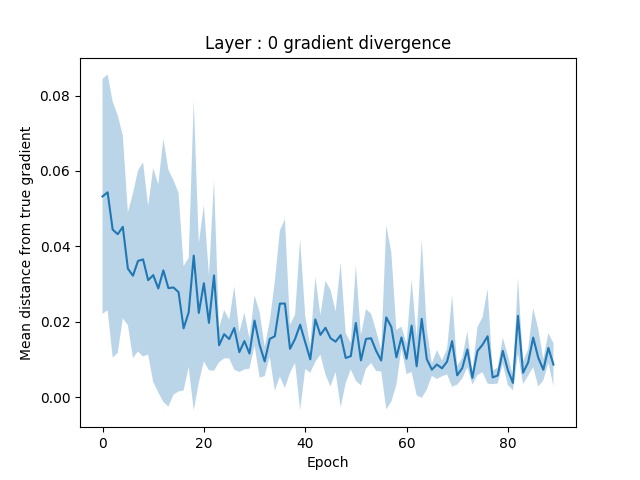 Layer : 0 gradient divergence
Mean distance from true gradient
0.08
0.06
0.04
0.02
0.00
0 20 40 60 80
Epoch